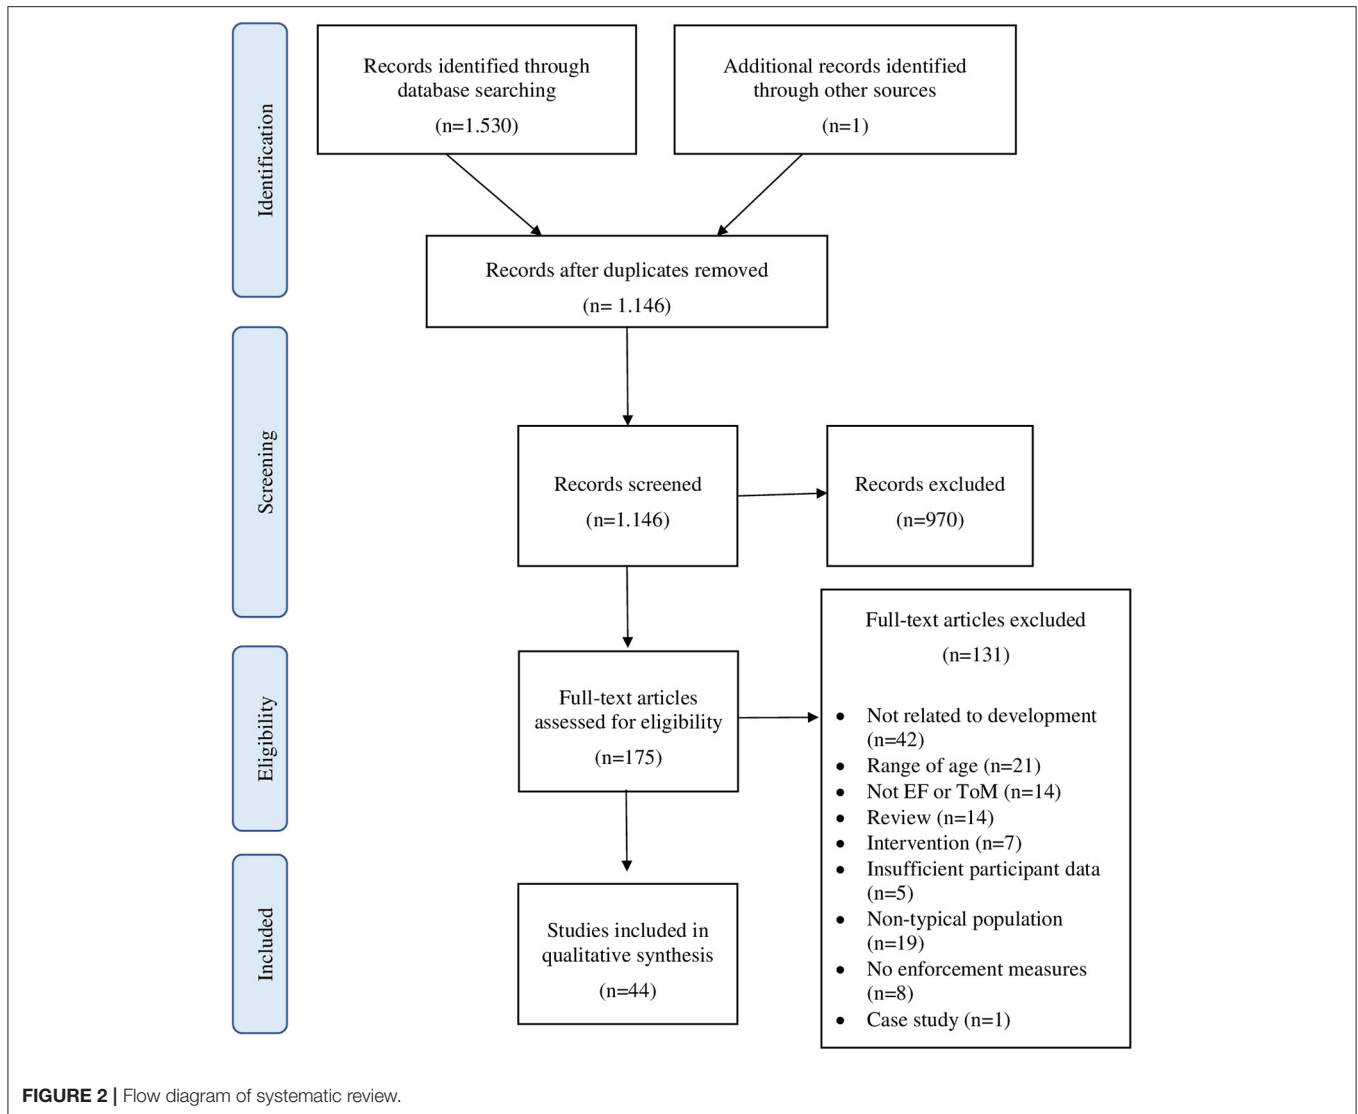 Identification
Records identified through
database searching
(n=1.530)
Additional records identified
through other sources
(n=1)
Records after duplicates removed
(n= 1.146)
Screening
Records screened
(n=1.146)
Records excluded
(n=970)
Eligibility
Full-text articles
assessed for eligibility
(n=175)
Full-text articles excluded
(n=131)
• Not related to development
(n=42)
• Range of age (n=21)
• Not EF or ToM (n=14)
• Review (n=14)
• Intervention (n=7)
• Insufficient participant data
(n=5)
• Non-typical population
(n=19)
• No enforcement measures
(n=8)
• Case study (n=1)
Included
Studies included in
qualitative synthesis
(n=44)
FIGURE 2 | Flow diagram of systematic review.